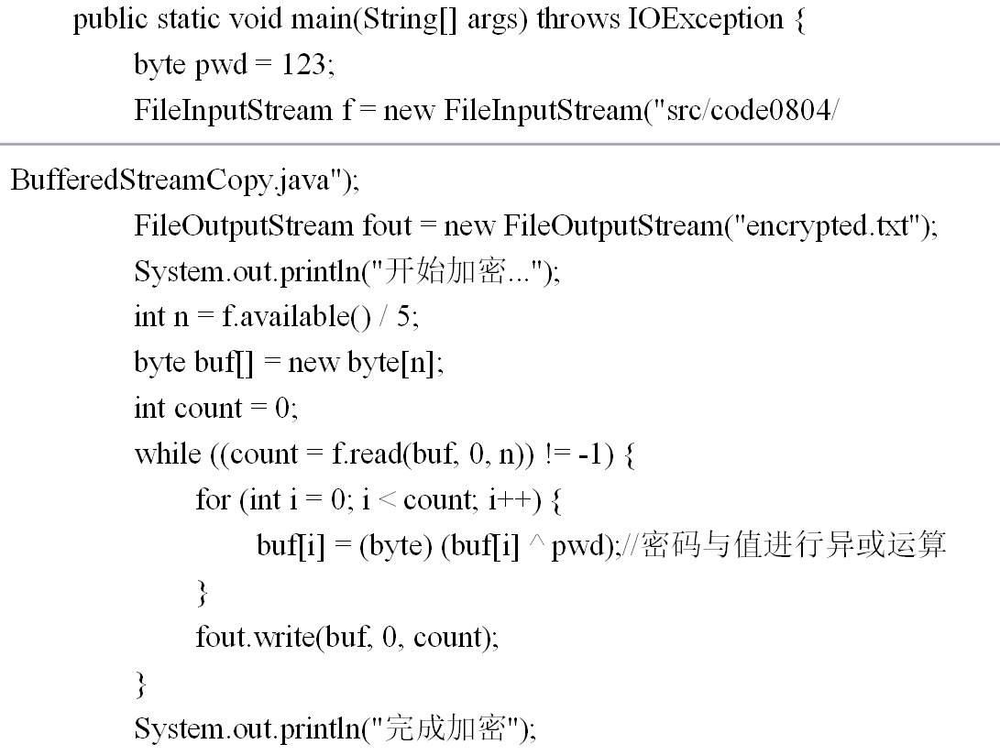 public static void main(String[] args) throws IOException {
byte pwd = 123;
FileInputStream f = new FileInputStream("src/code0804/
BufferedStreamCopy.java");
FileOutputStream fout = new FileOutputStream("encrypted.txt");
System.out.println("开始加密...");
int n = f.available() / 5;
byte buf[] = new byte[n];
int count = 0;
while ((count = f.read(buf, 0, n)) != -1) {
for (int i = 0; i < count; i++) {
buf[i] = (byte) (buf[i] ^ pwd);//密码与值进行异或运算
}
fout.write(buf, 0, count);
}
System.out.println("完成加密");